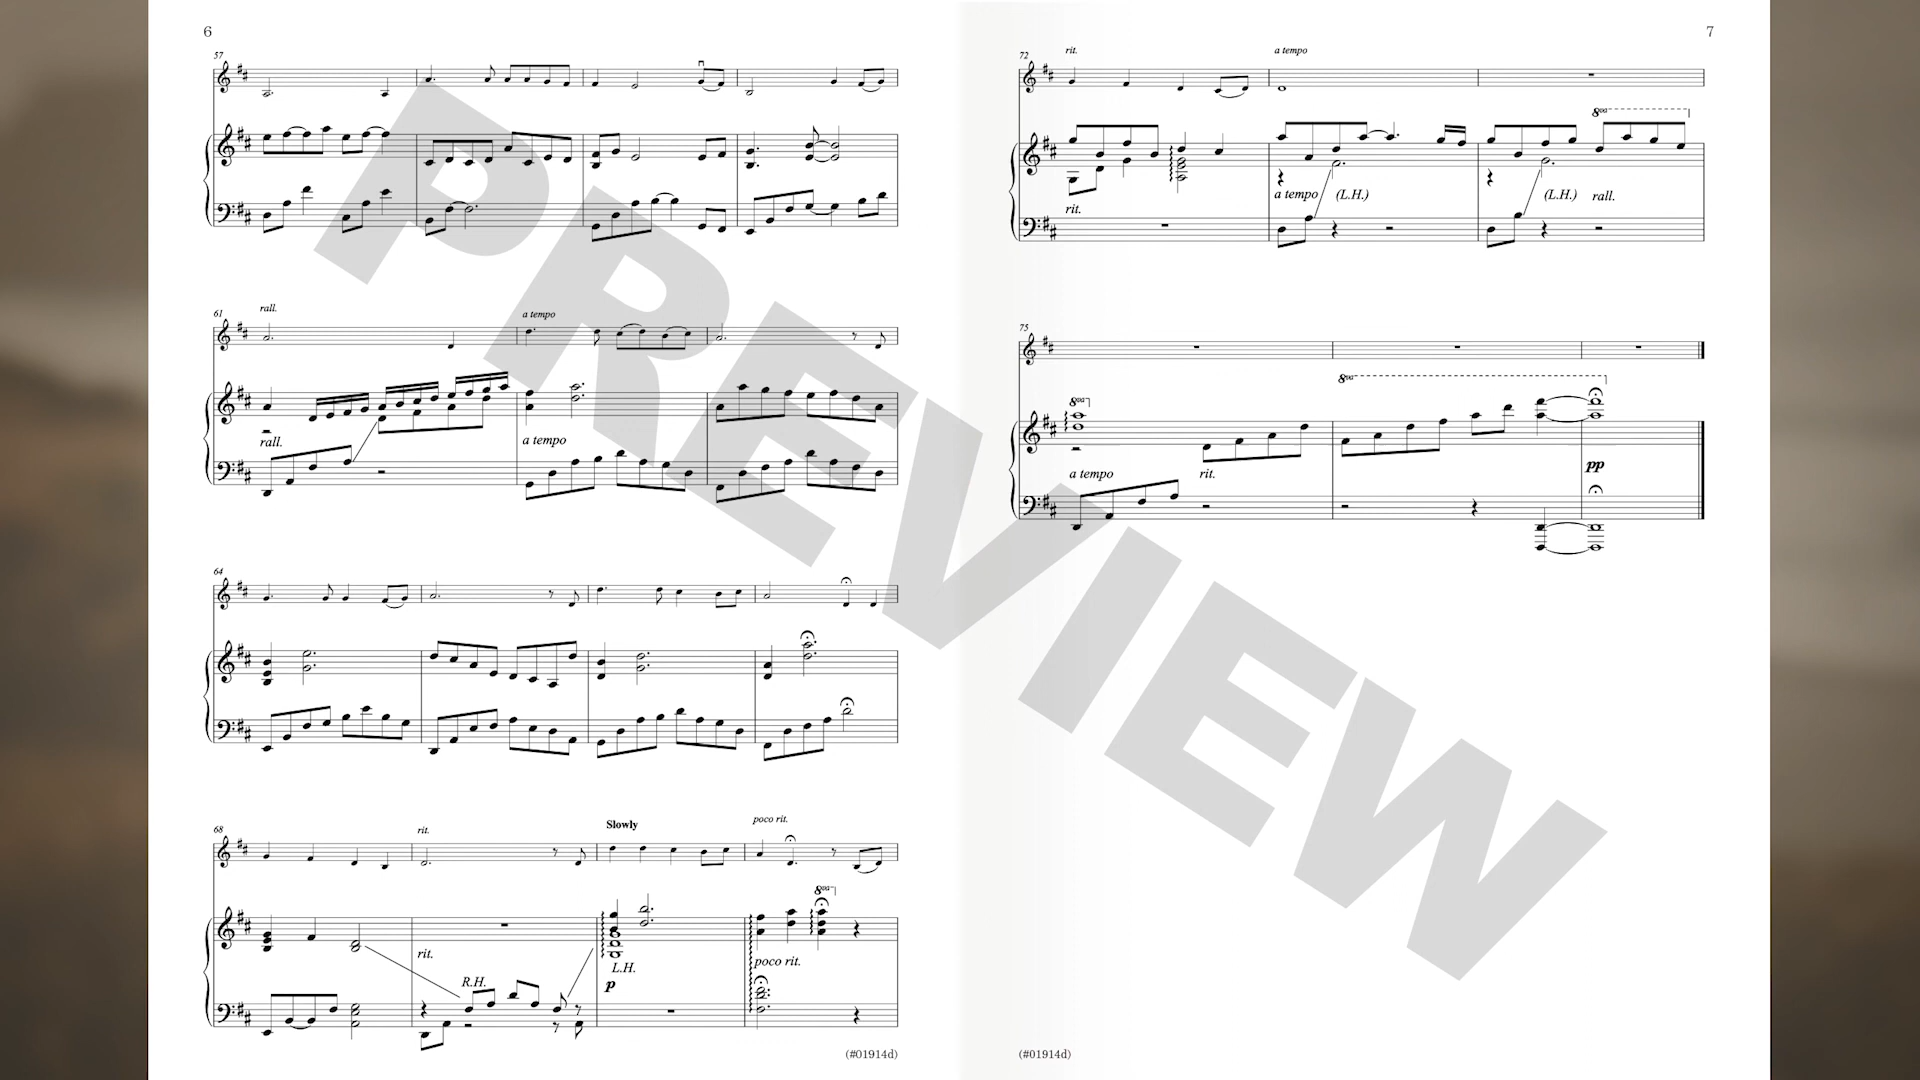 6
57
61
rall.
a tempo
rall.
a tempo
64
68
rit.
Slowly
poco rit.
8va
rit.
R.H.
L.H.
p
poco rit.
(#01914d)
7
72
rit.
a tempo
8va
rit.
a tempo
(L.H.)
(L.H.)
rall.
75
8va
8va
a tempo
rit.
pp
(#01914d)
PREVIEW